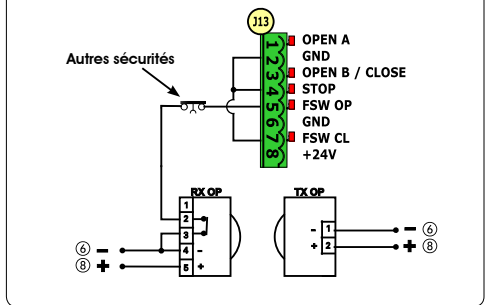 J13
1 OPEN A
2 GND
3 OPEN B / CLOSE
4 STOP
5 FSW OP
6 GND
7 FSW CL
8 +24V
Autres sécurités
RX OP
1
2
3
4 -
5 +
⑥ -
⑧ +
TX OP
- 1
+ 2
- ⑥
+ ⑧